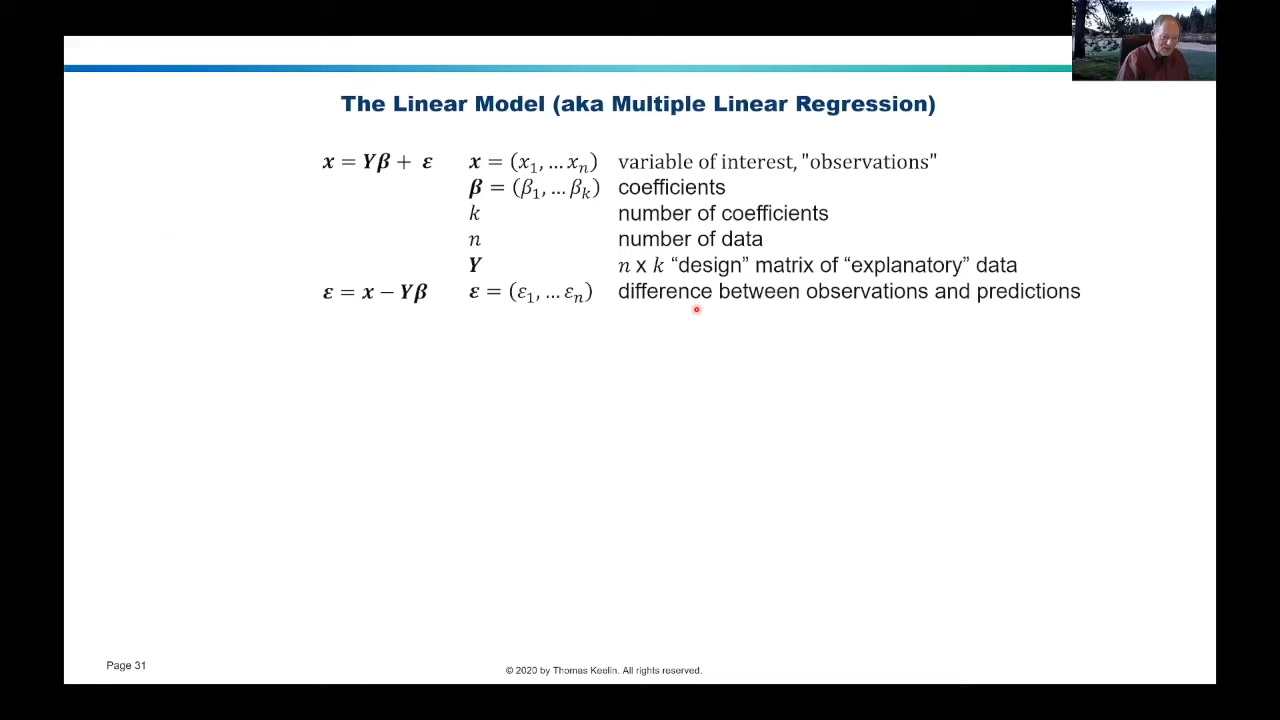 The Linear Model (aka Multiple Linear Regression)
x = Yβ + ε x = (x₁, … xₙ) variable of interest, "observations"
β = (β₁, … βₖ) coefficients
k number of coefficients
n number of data
Y n x k “design” matrix of “explanatory” data
ε = x − Yβ ε = (ε₁, … εₙ) difference between observations and predictions
Page 31
© 2020 by Thomas Keelin. All rights reserved.